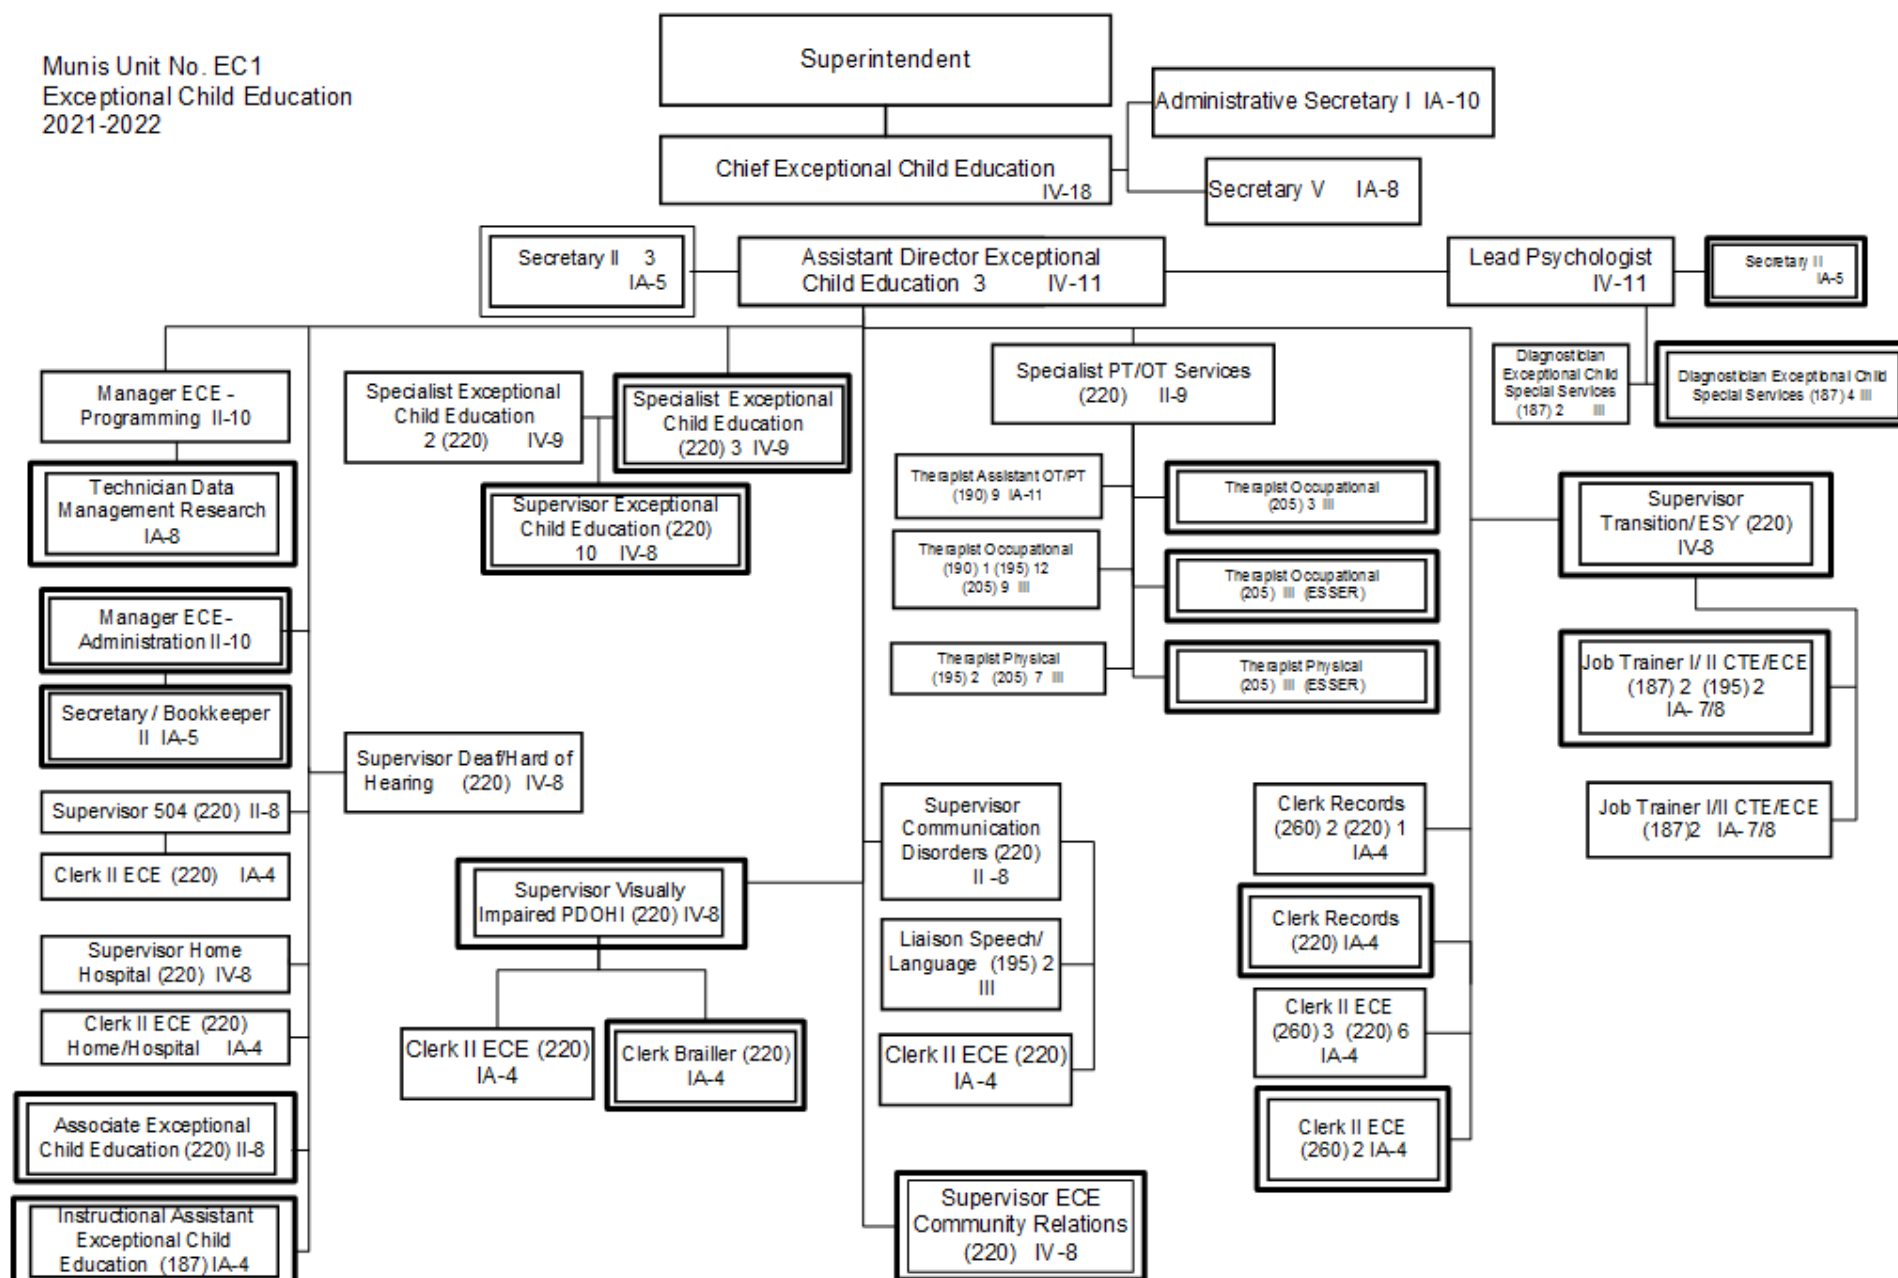 Munis Unit No. EC1
Exceptional Child Education
2021-2022
Superintendent
Chief Exceptional Child Education
IV-18
Administrative Secretary I IA-10
Secretary V IA-8
Secretary II 3
IA-5
Assistant Director Exceptional
Child Education 3 IV-11
Lead Psychologist
IV-11
Secretary II
IA-5
Manager ECE -
Programming II-10
Technician Data
Management Research
IA-8
Specialist Exceptional
Child Education
2 (220) IV-9
Specialist Exceptional
Child Education
(220) 3 IV-9
Supervisor Exceptional
Child Education (220)
10 IV-8
Specialist PT/OT Services
(220) II-9
Diagnostician
Exceptional Child
Special Services
(187) 2 III
Diagnostician Exceptional Child
Special Services (187) 4 III
Therapist Assistant OT/PT
(190) 9 IA-11
Therapist Occupational
(205) 3 III
Therapist Occupational
(190) 1 (195) 12
(205) 9 III
Therapist Occupational
(205) III (ESSER)
Therapist Physical
(195) 2 (205) 7 III
Therapist Physical
(205) III (ESSER)
Supervisor
Transition/ ESY (220)
IV-8
Job Trainer I/ II CTE/ECE
(187) 2 (195) 2
IA- 7/8
Job Trainer I/II CTE/ECE
(187)2 IA- 7/8
Manager ECE-
Administration II-10
Secretary / Bookkeeper
II IA-5
Supervisor Deaf/Hard of
Hearing (220) IV-8
Supervisor 504 (220) II-8
Clerk II ECE (220) IA-4
Supervisor Home
Hospital (220) IV-8
Clerk II ECE (220)
Home/Hospital IA-4
Associate Exceptional
Child Education (220) II-8
Instructional Assistant
Exceptional Child
Education (187) IA-4
Supervisor Visually
Impaired PDOHI (220) IV-8
Clerk II ECE (220)
IA-4
Clerk Brailler (220)
IA-4
Supervisor
Communication
Disorders (220)
II -8
Liaison Speech/
Language (195) 2
III
Clerk II ECE (220)
IA-4
Supervisor ECE
Community Relations
(220) IV-8
Clerk Records
(260) 2 (220) 1
IA-4
Clerk Records
(220) IA-4
Clerk II ECE
(260) 3 (220) 6
IA-4
Clerk II ECE
(260) 2 IA-4